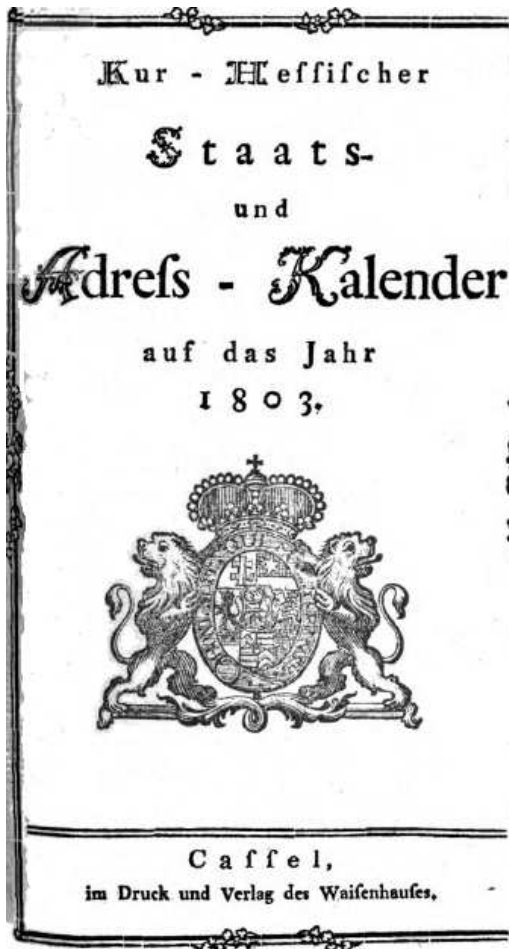 Kur - Heſſiſcher
Staats-
und
Adreſs - Kalender
auf das Jahr
1803.
Caſſel,
im Druck und Verlag des Waiſenhauſes.